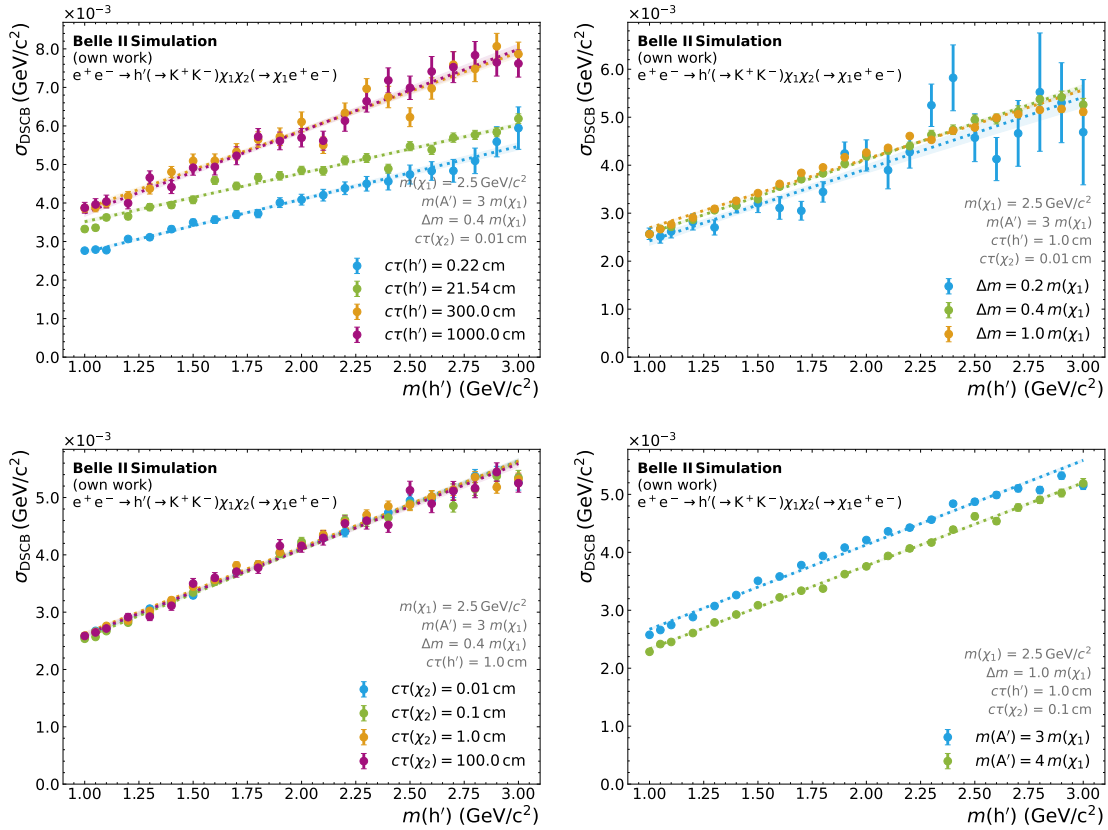 ×10⁻³
Belle II Simulation
(own work)
e⁺e⁻ → h′(→ K⁺K⁻)χ₁χ₂(→ χ₁e⁺e⁻)
σ_DSCB (GeV/c²)
8.0
7.0
6.0
5.0
4.0
3.0
2.0
1.0
0.0
m(χ₁) = 2.5 GeV/c²
m(A′) = 3 m(χ₁)
Δm = 0.4 m(χ₁)
cτ(χ₂) = 0.01 cm
cτ(h′) = 0.22 cm
cτ(h′) = 21.54 cm
cτ(h′) = 300.0 cm
cτ(h′) = 1000.0 cm
1.00 1.25 1.50 1.75 2.00 2.25 2.50 2.75 3.00
m(h′) (GeV/c²)
×10⁻³
Belle II Simulation
(own work)
e⁺e⁻ → h′(→ K⁺K⁻)χ₁χ₂(→ χ₁e⁺e⁻)
σ_DSCB (GeV/c²)
6.0
5.0
4.0
3.0
2.0
1.0
0.0
m(χ₁) = 2.5 GeV/c²
m(A′) = 3 m(χ₁)
cτ(h′) = 1.0 cm
cτ(χ₂) = 0.01 cm
Δm = 0.2 m(χ₁)
Δm = 0.4 m(χ₁)
Δm = 1.0 m(χ₁)
1.00 1.25 1.50 1.75 2.00 2.25 2.50 2.75 3.00
m(h′) (GeV/c²)
×10⁻³
Belle II Simulation
(own work)
e⁺e⁻ → h′(→ K⁺K⁻)χ₁χ₂(→ χ₁e⁺e⁻)
σ_DSCB (GeV/c²)
5.0
4.0
3.0
2.0
1.0
0.0
m(χ₁) = 2.5 GeV/c²
m(A′) = 3 m(χ₁)
Δm = 0.4 m(χ₁)
cτ(h′) = 1.0 cm
cτ(χ₂) = 0.01 cm
cτ(χ₂) = 0.1 cm
cτ(χ₂) = 1.0 cm
cτ(χ₂) = 100.0 cm
1.00 1.25 1.50 1.75 2.00 2.25 2.50 2.75 3.00
m(h′) (GeV/c²)
×10⁻³
Belle II Simulation
(own work)
e⁺e⁻ → h′(→ K⁺K⁻)χ₁χ₂(→ χ₁e⁺e⁻)
σ_DSCB (GeV/c²)
5.0
4.0
3.0
2.0
1.0
0.0
m(χ₁) = 2.5 GeV/c²
Δm = 1.0 m(χ₁)
cτ(h′) = 1.0 cm
cτ(χ₂) = 0.1 cm
m(A′) = 3 m(χ₁)
m(A′) = 4 m(χ₁)
1.00 1.25 1.50 1.75 2.00 2.25 2.50 2.75 3.00
m(h′) (GeV/c²)